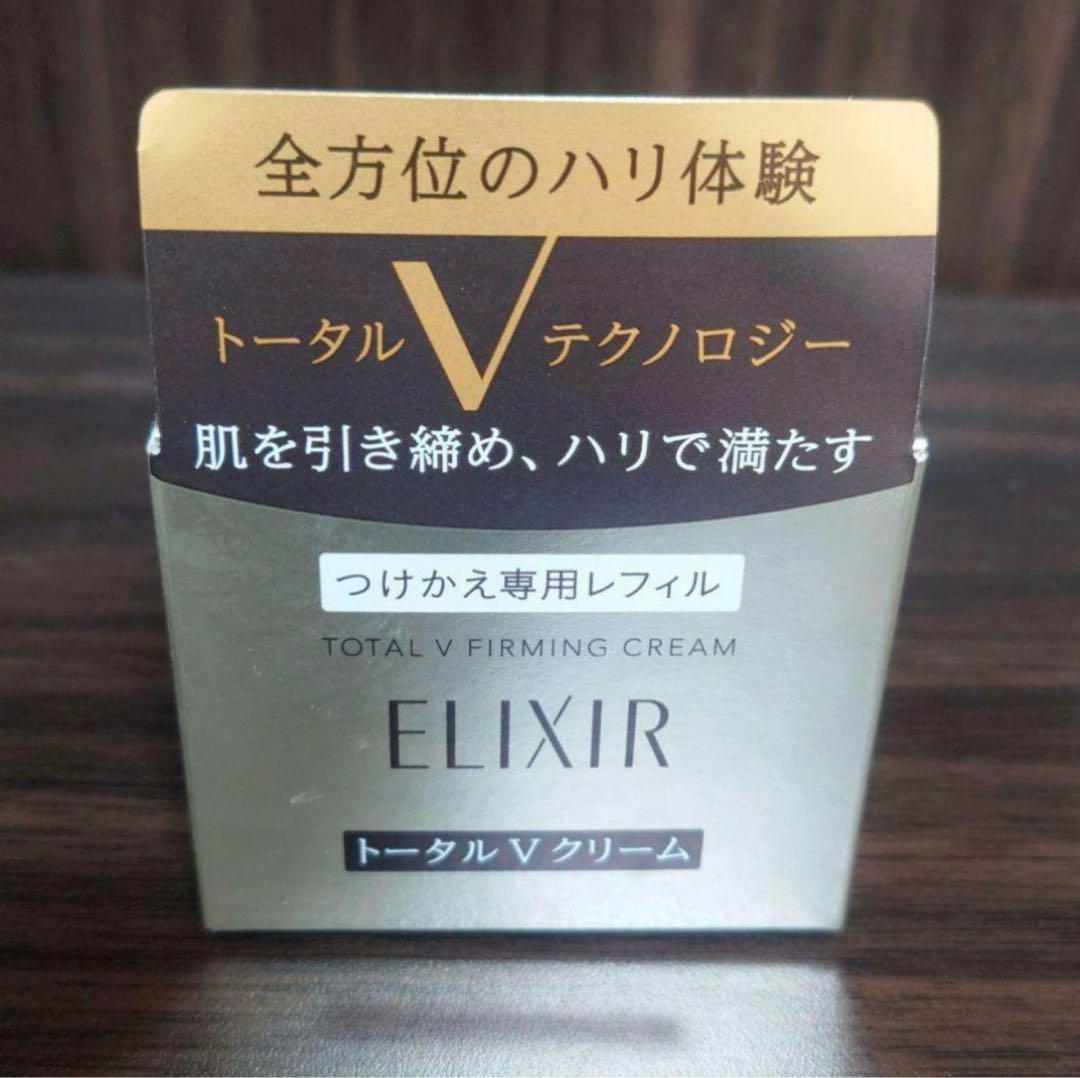 全方位のハリ体験
トータルVテクノロジー
肌を引き締め、ハリで満たす
つけかえ専用レフィル
TOTAL V FIRMING CREAM
ELIXIR
トータルVクリーム